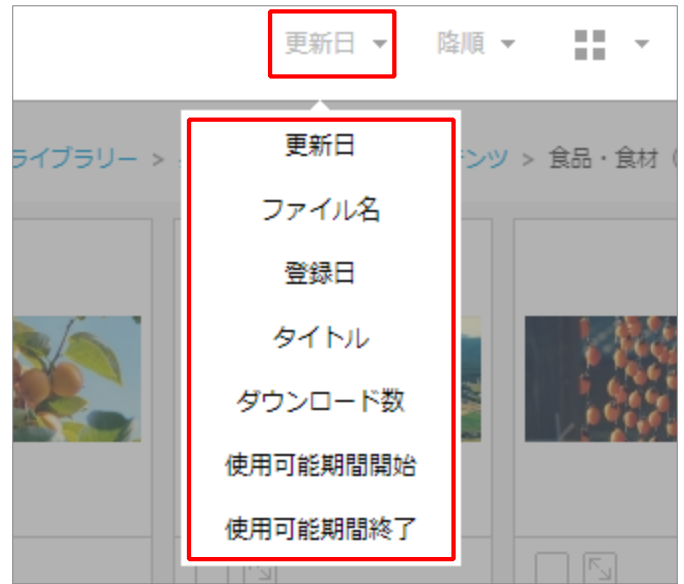 更新日 降順
ライブラリー > ンツ > 食品・食材（
更新日
ファイル名
登録日
タイトル
ダウンロード数
使用可能期間開始
使用可能期間終了